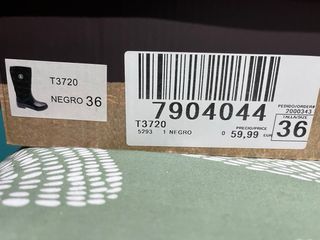 T3720
NEGRO 36
7904044
PEDIDO/ORDER#
2000343
T3720
5293 1 NEGRO 0
PRECIO/PRICE
59,99 EUR
TALLA/SIZE
36